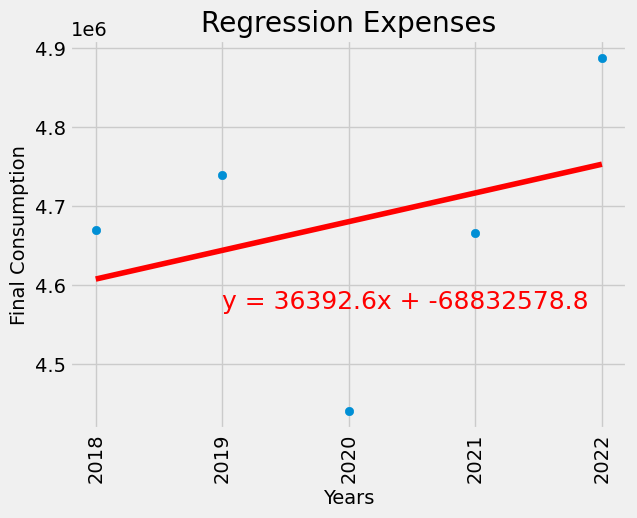 Regression Expenses
1e6
4.9
4.8
4.7
4.6
4.5
Final Consumption
y = 36392.6x + -68832578.8
2018
2019
2020
2021
2022
Years